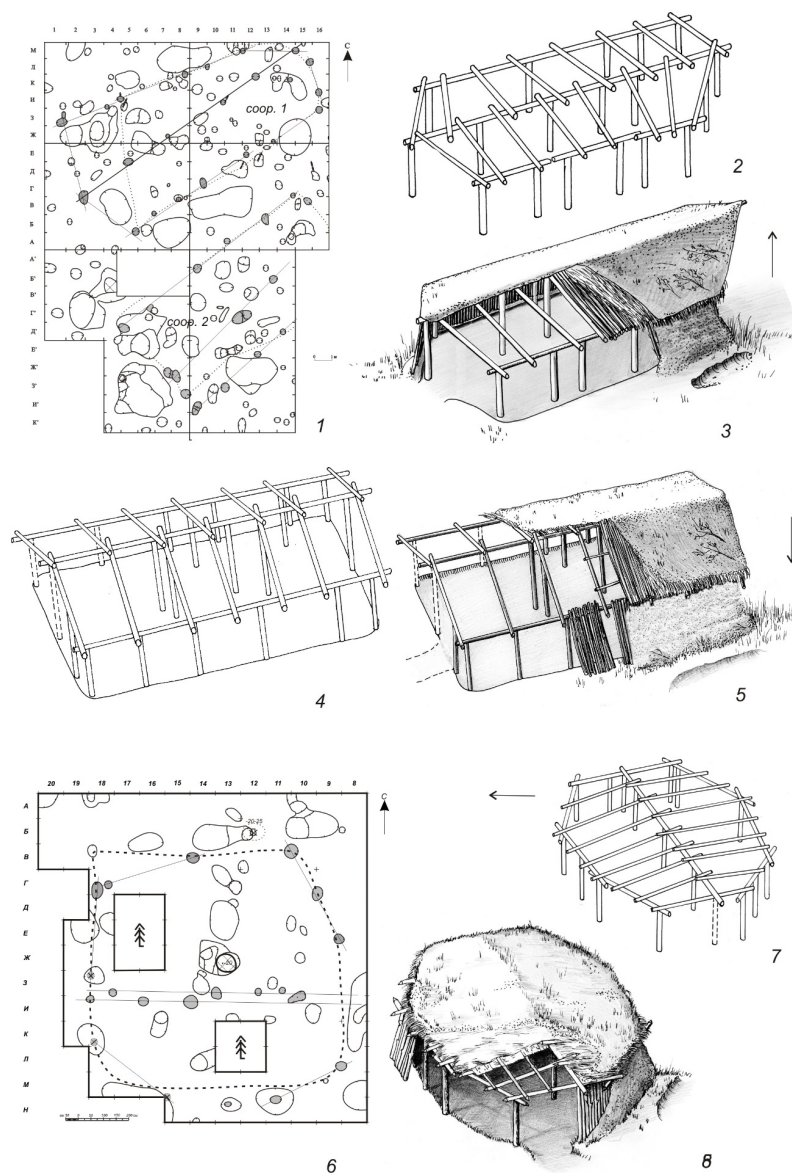 1 2 3 4 5 6 7 8 9 10 11 12 13 14 15 16
С
М
Л
К
И
З
Ж
Е
Д
Г
В
Б
А
А'
Б'
В'
Г'
Д'
Е'
Ж'
З'
И'
К'
соор. 1
соор. 2
1
2
3
4
5
20 19 18 17 16 15 14 13 12 11 10 9 8
С
А
Б
В
Г
Д
Е
Ж
З
И
К
Л
М
Н
-20-25
6
7
8